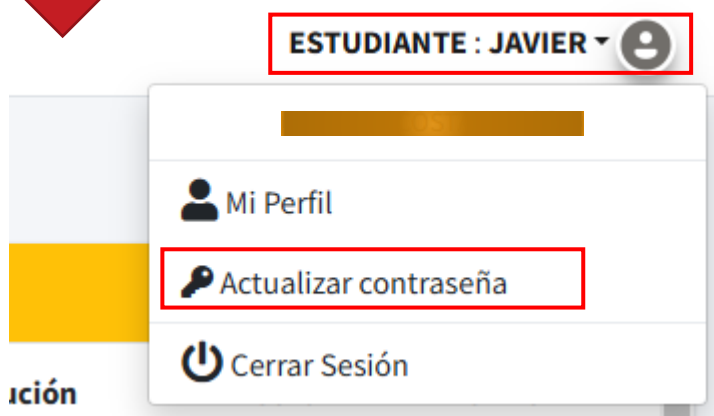 ESTUDIANTE : JAVIER
Mi Perfil
Actualizar contraseña
Cerrar Sesión
ución